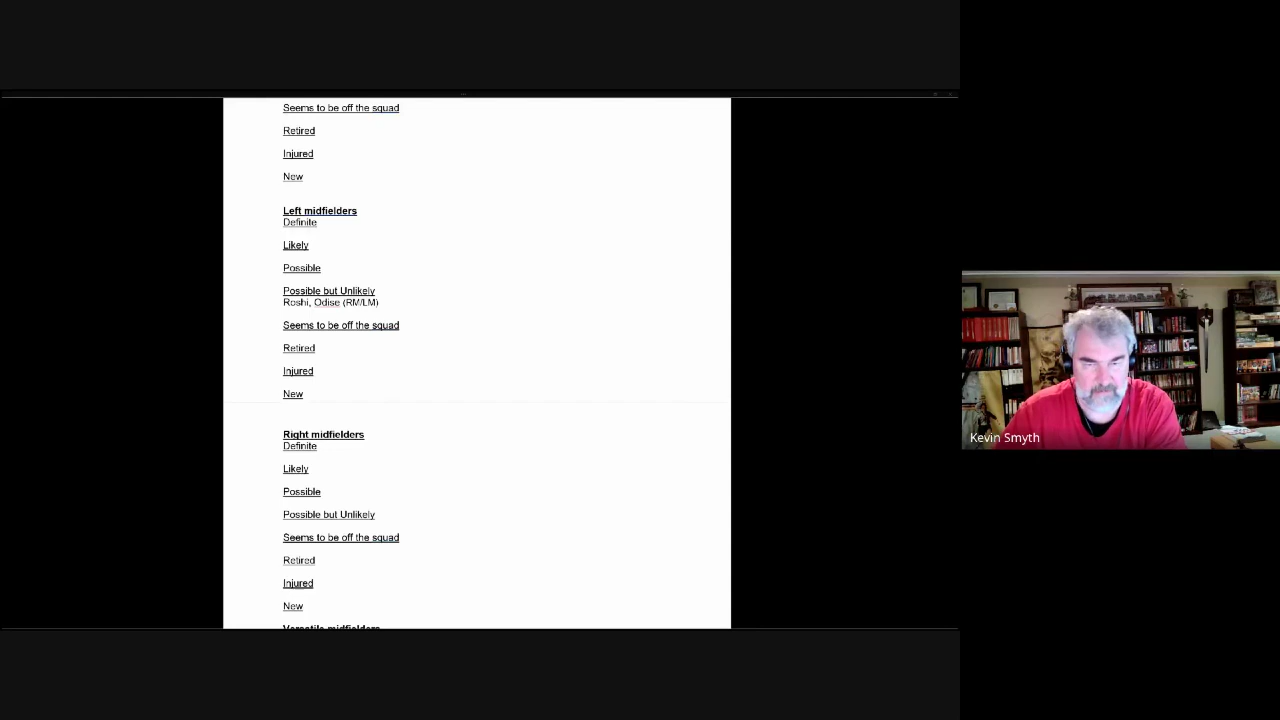 Seems to be off the squad
Retired
Injured
New
Left midfielders
Definite
Likely
Possible
Possible but Unlikely
Roshi, Odise (RM/LM)
Seems to be off the squad
Retired
Injured
New
Right midfielders
Definite
Likely
Possible
Possible but Unlikely
Seems to be off the squad
Retired
Injured
New
Versatile midfielders
Kevin Smyth